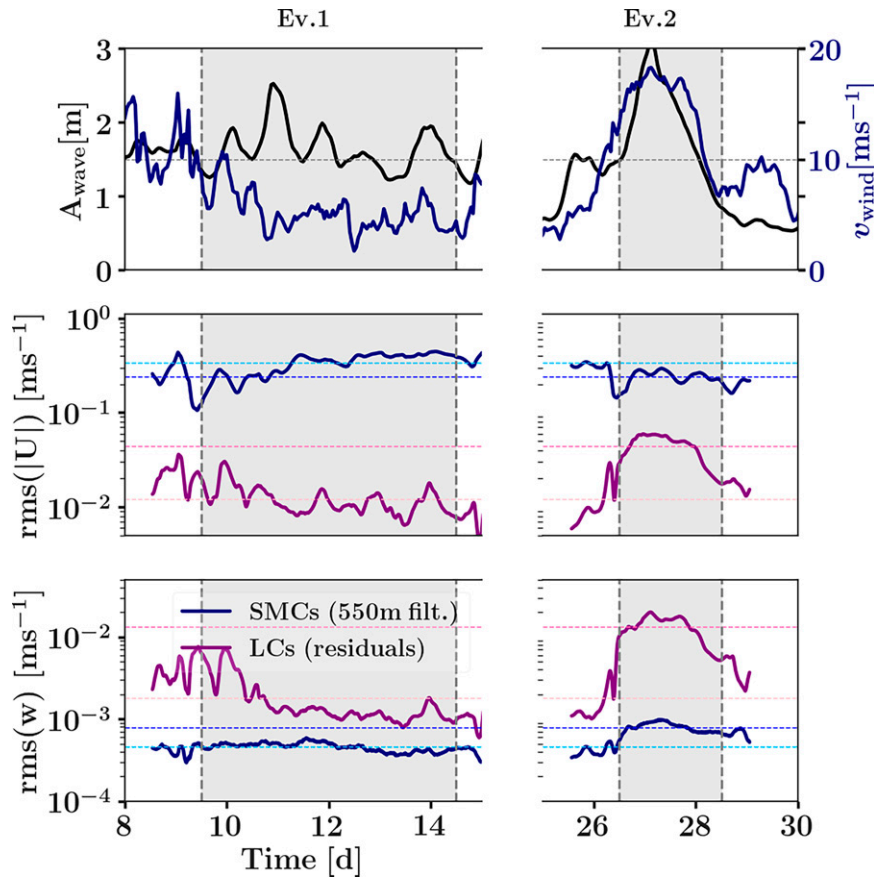 Ev.1
Ev.2
3
2
1
0
A_wave[m]
20
10
0
v_wind[ms⁻¹]
10⁰
10⁻¹
10⁻²
rms(|U|) [ms⁻¹]
10⁻²
10⁻³
10⁻⁴
rms(w) [ms⁻¹]
SMCs (550m filt.)
LCs (residuals)
8
10
12
14
26
28
30
Time [d]